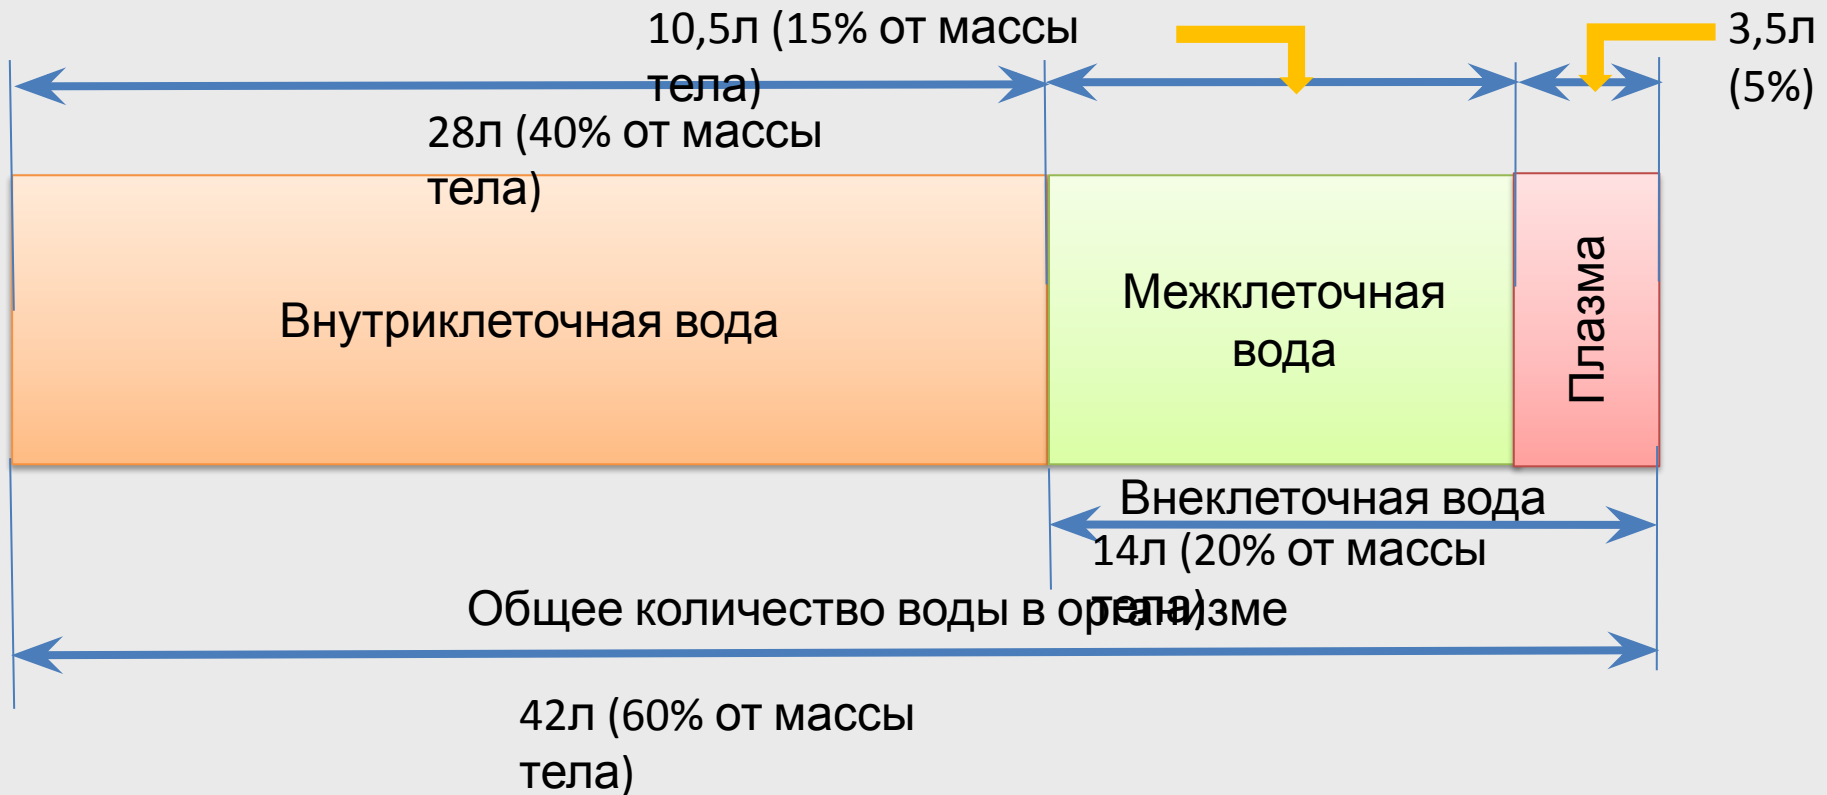 10,5л (15% от массы
тела)
3,5л
(5%)
28л (40% от массы
тела)
Внутриклеточная вода
Межклеточная
вода
Плазма
Внеклеточная вода
14л (20% от массы
тела)
Общее количество воды в организме
42л (60% от массы
тела)